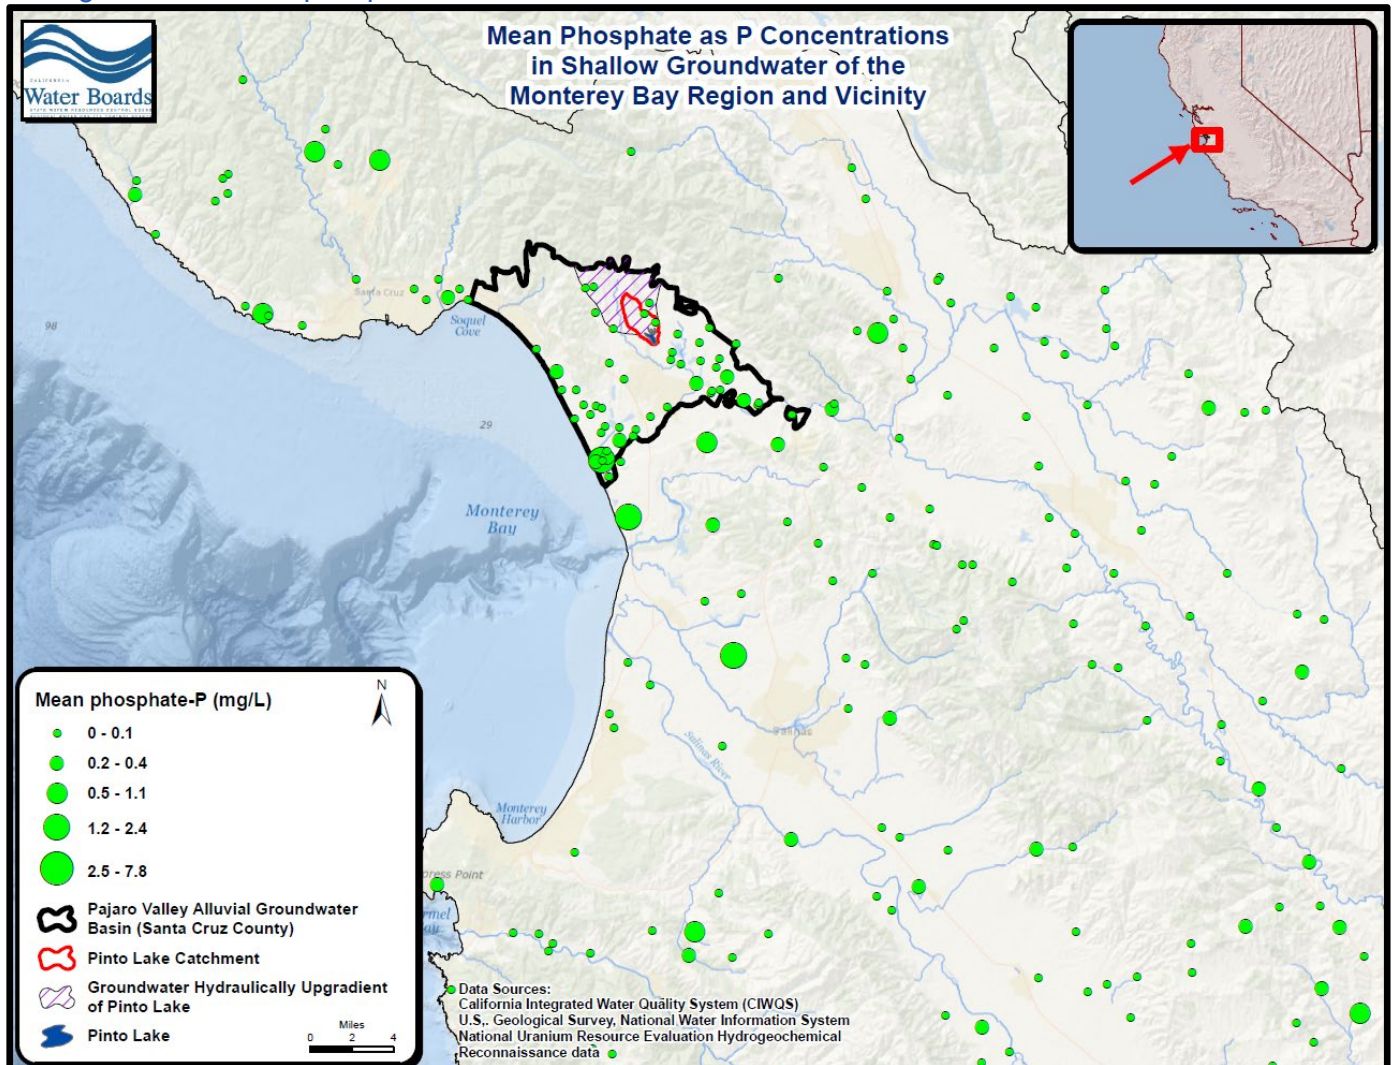 Mean Phosphate as P Concentrations
in Shallow Groundwater of the
Monterey Bay Region and Vicinity
CALIFORNIA
Water Boards
Santa Cruz
Soquel
Cove
98
29
Monterey
Bay
Salinas
Salinas River
Monterey
Harbor
press Point
rmel
Mean phosphate-P (mg/L)
N
0 - 0.1
0.2 - 0.4
0.5 - 1.1
1.2 - 2.4
2.5 - 7.8
Pajaro Valley Alluvial Groundwater
Basin (Santa Cruz County)
Pinto Lake Catchment
Groundwater Hydraulically Upgradient
of Pinto Lake
Pinto Lake
Miles
0 2 4
Data Sources:
California Integrated Water Quality System (CIWQS)
U.S,. Geological Survey, National Water Information System
National Uranium Resource Evaluation Hydrogeochemical
Reconnaissance data